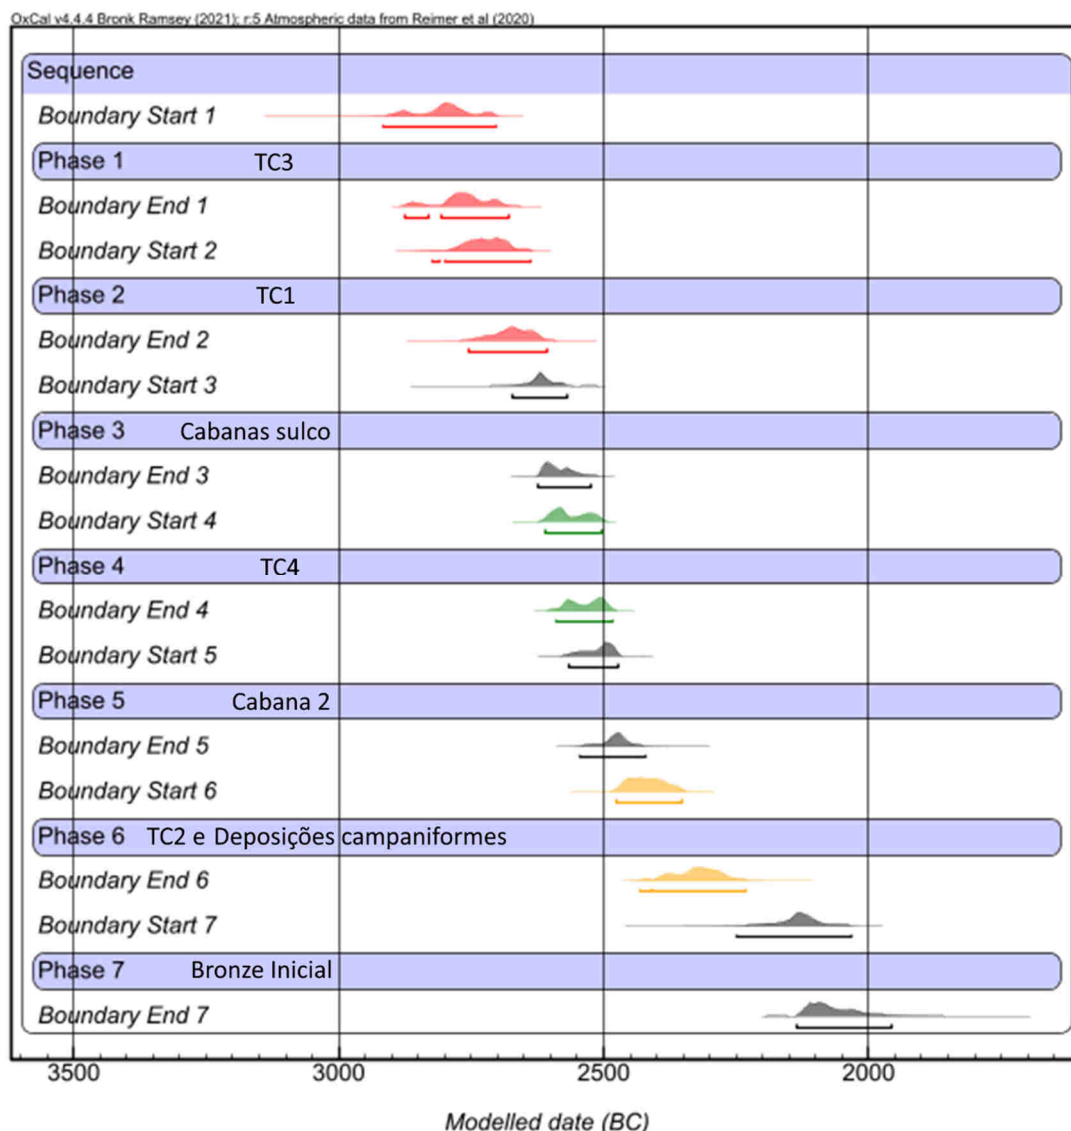 OxCal v4.4.4 Bronk Ramsey (2021); r:5 Atmospheric data from Reimer et al (2020)
Sequence
Boundary Start 1
Phase 1 TC3
Boundary End 1
Boundary Start 2
Phase 2 TC1
Boundary End 2
Boundary Start 3
Phase 3 Cabanas sulco
Boundary End 3
Boundary Start 4
Phase 4 TC4
Boundary End 4
Boundary Start 5
Phase 5 Cabana 2
Boundary End 5
Boundary Start 6
Phase 6 TC2 e Deposições campaniformes
Boundary End 6
Boundary Start 7
Phase 7 Bronze Inicial
Boundary End 7
3500 3000 2500 2000
Modelled date (BC)